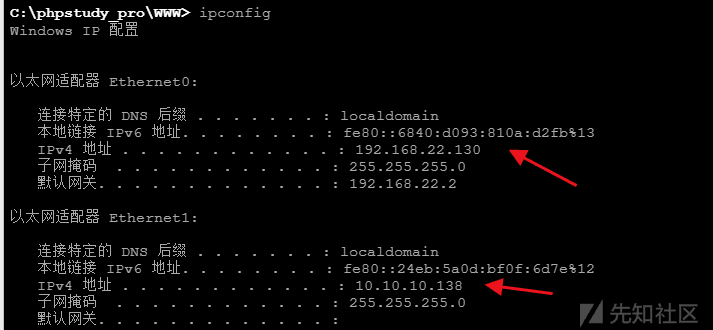 C:\phpstudy_pro\WWW> ipconfig
Windows IP 配置
以太网适配器 Ethernet0:
连接特定的 DNS 后缀 . . . . . . . : localdomain
本地链接 IPv6 地址. . . . . . . . : fe80::6840:d093:810a:d2fb%13
IPv4 地址 . . . . . . . . . . . . : 192.168.22.130
子网掩码  . . . . . . . . . . . . : 255.255.255.0
默认网关. . . . . . . . . . . . . : 192.168.22.2
以太网适配器 Ethernet1:
连接特定的 DNS 后缀 . . . . . . . : localdomain
本地链接 IPv6 地址. . . . . . . . : fe80::24eb:5a0d:bf0f:6d7e%12
IPv4 地址 . . . . . . . . . . . . : 10.10.10.138
子网掩码  . . . . . . . . . . . . : 255.255.255.0
默认网关. . . . . . . . . . . . . :
先知社区